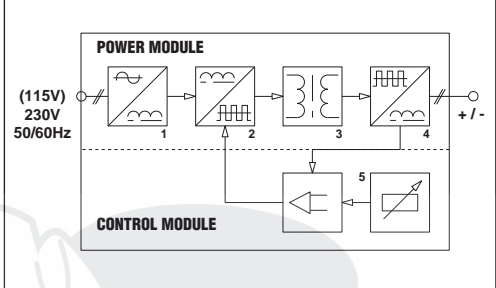 POWER MODULE
(115V)
230V
50/60Hz
1
2
3
4
+ / -
5
CONTROL MODULE